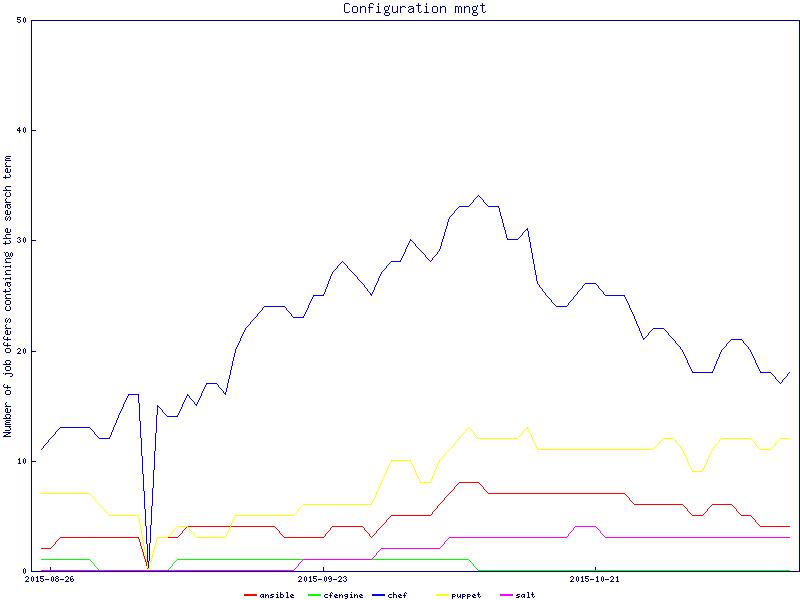 Configuration mngt
Number of job offers containing the search term
50
40
30
20
10
0
2015-08-26 2015-09-23 2015-10-21
ansible cfengine chef puppet salt